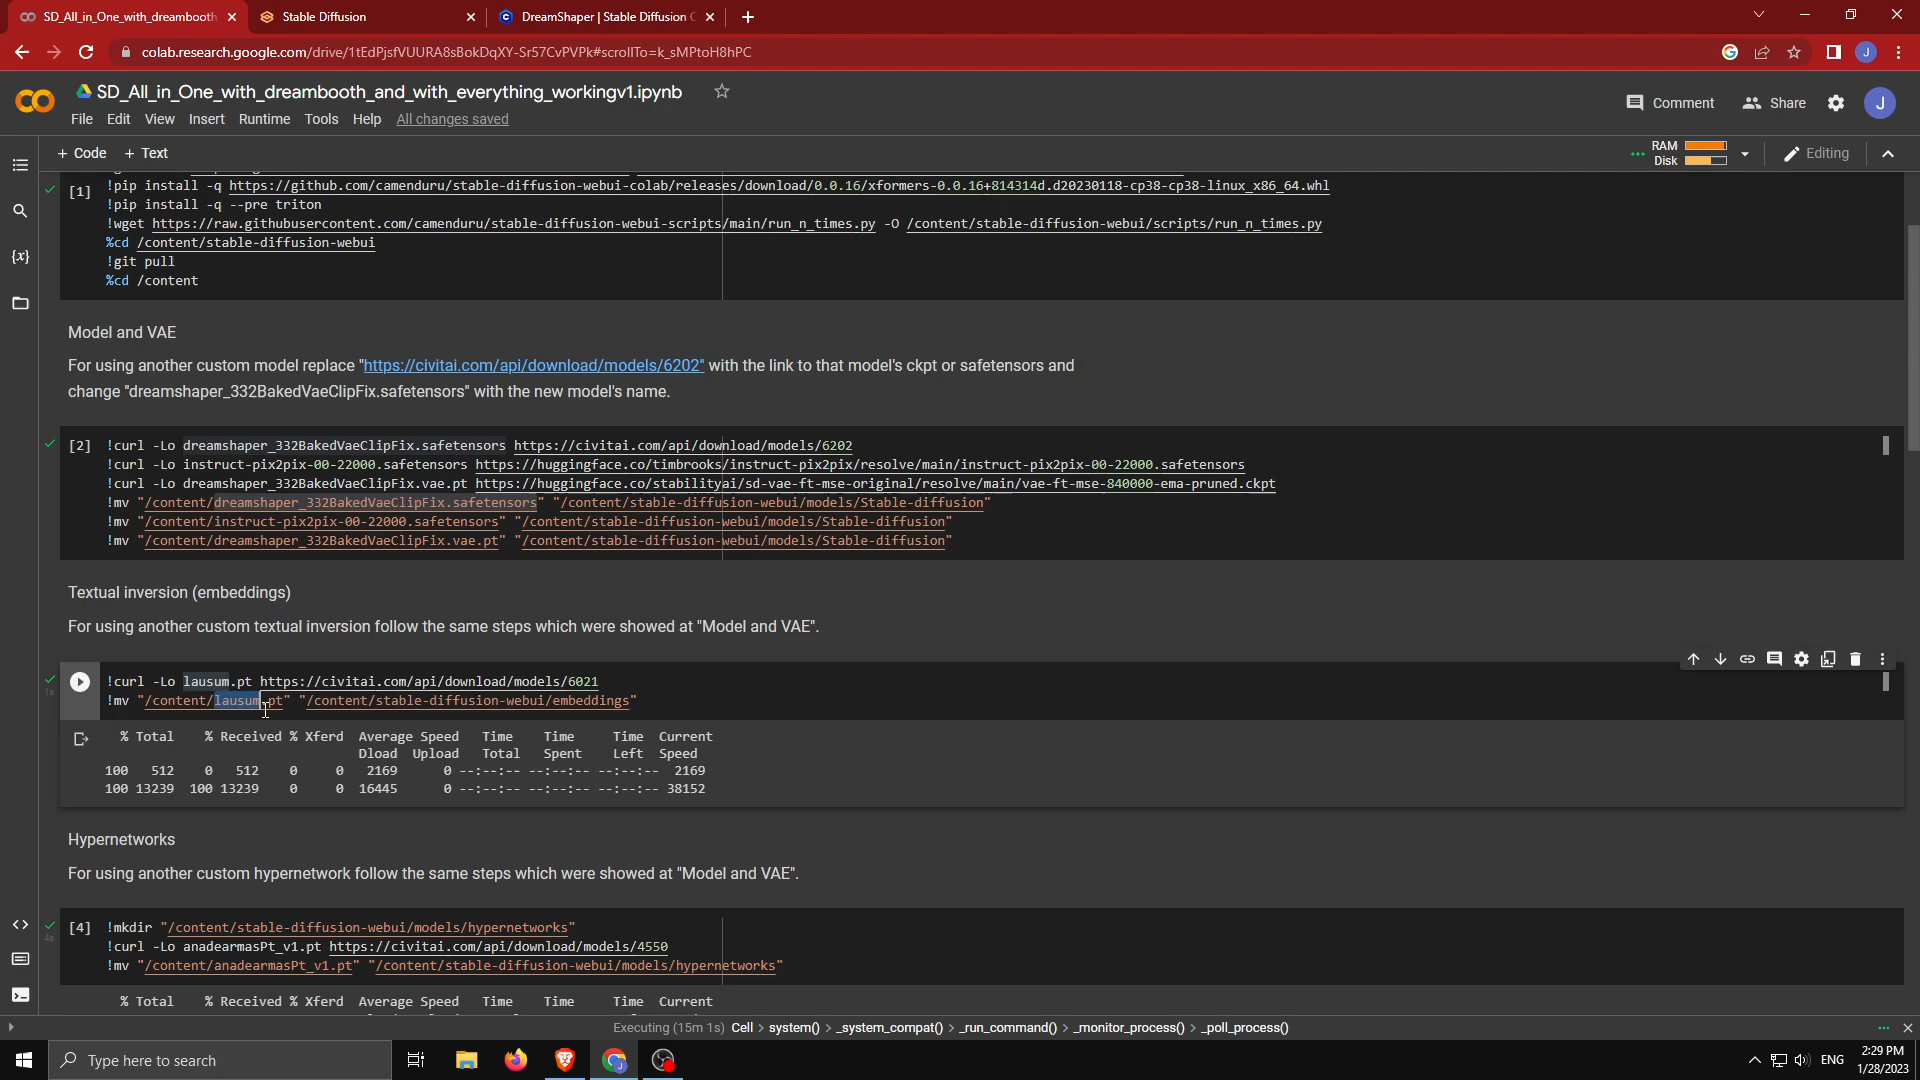 SD_All_in_One_with_dreambooth
Stable Diffusion
DreamShaper | Stable Diffusion C
colab.research.google.com/drive/1tEdPjsfVUURA8sBokDqXY-Sr57CvPVPk#scrollTo=k_sMPtoH8hPC
J
SD_All_in_One_with_dreambooth_and_with_everything_workingv1.ipynb
Comment
Share
J
File Edit View Insert Runtime Tools Help All changes saved
+ Code + Text
RAM
Disk
Editing
[1]
!pip install -q https://github.com/camenduru/stable-diffusion-webui-colab/releases/download/0.0.16/xformers-0.0.16+814314d.d20230118-cp38-cp38-linux_x86_64.whl
!pip install -q --pre triton
!wget https://raw.githubusercontent.com/camenduru/stable-diffusion-webui-scripts/main/run_n_times.py -O /content/stable-diffusion-webui/scripts/run_n_times.py
%cd /content/stable-diffusion-webui
!git pull
%cd /content
Model and VAE
For using another custom model replace "https://civitai.com/api/download/models/6202" with the link to that model's ckpt or safetensors and
change "dreamshaper_332BakedVaeClipFix.safetensors" with the new model's name.
[2] !curl -Lo dreamshaper_332BakedVaeClipFix.safetensors https://civitai.com/api/download/models/6202
!curl -Lo instruct-pix2pix-00-22000.safetensors https://huggingface.co/timbrooks/instruct-pix2pix/resolve/main/instruct-pix2pix-00-22000.safetensors
!curl -Lo dreamshaper_332BakedVaeClipFix.vae.pt https://huggingface.co/stabilityai/sd-vae-ft-mse-original/resolve/main/vae-ft-mse-840000-ema-pruned.ckpt
!mv "/content/dreamshaper_332BakedVaeClipFix.safetensors" "/content/stable-diffusion-webui/models/Stable-diffusion"
!mv "/content/instruct-pix2pix-00-22000.safetensors" "/content/stable-diffusion-webui/models/Stable-diffusion"
!mv "/content/dreamshaper_332BakedVaeClipFix.vae.pt" "/content/stable-diffusion-webui/models/Stable-diffusion"
Textual inversion (embeddings)
For using another custom textual inversion follow the same steps which were showed at "Model and VAE".
!curl -Lo lausum.pt https://civitai.com/api/download/models/6021
1s
!mv "/content/lausum.pt" "/content/stable-diffusion-webui/embeddings"
% Total % Received % Xferd Average Speed Time Time Time Current
Dload Upload Total Spent Left Speed
100 512 0 512 0 0 2169 0 --:--:-- --:--:-- --:--:-- 2169
100 13239 100 13239 0 0 16445 0 --:--:-- --:--:-- --:--:-- 38152
Hypernetworks
For using another custom hypernetwork follow the same steps which were showed at "Model and VAE".
[4] !mkdir "/content/stable-diffusion-webui/models/hypernetworks"
4s
!curl -Lo anadearmasPt_v1.pt https://civitai.com/api/download/models/4550
!mv "/content/anadearmasPt_v1.pt" "/content/stable-diffusion-webui/models/hypernetworks"
% Total % Received % Xferd Average Speed Time Time Time Current
Executing (15m 1s) Cell > system() > _system_compat() > _run_command() > _monitor_process() > _poll_process()
Type here to search
ENG
2:29 PM
1/28/2023